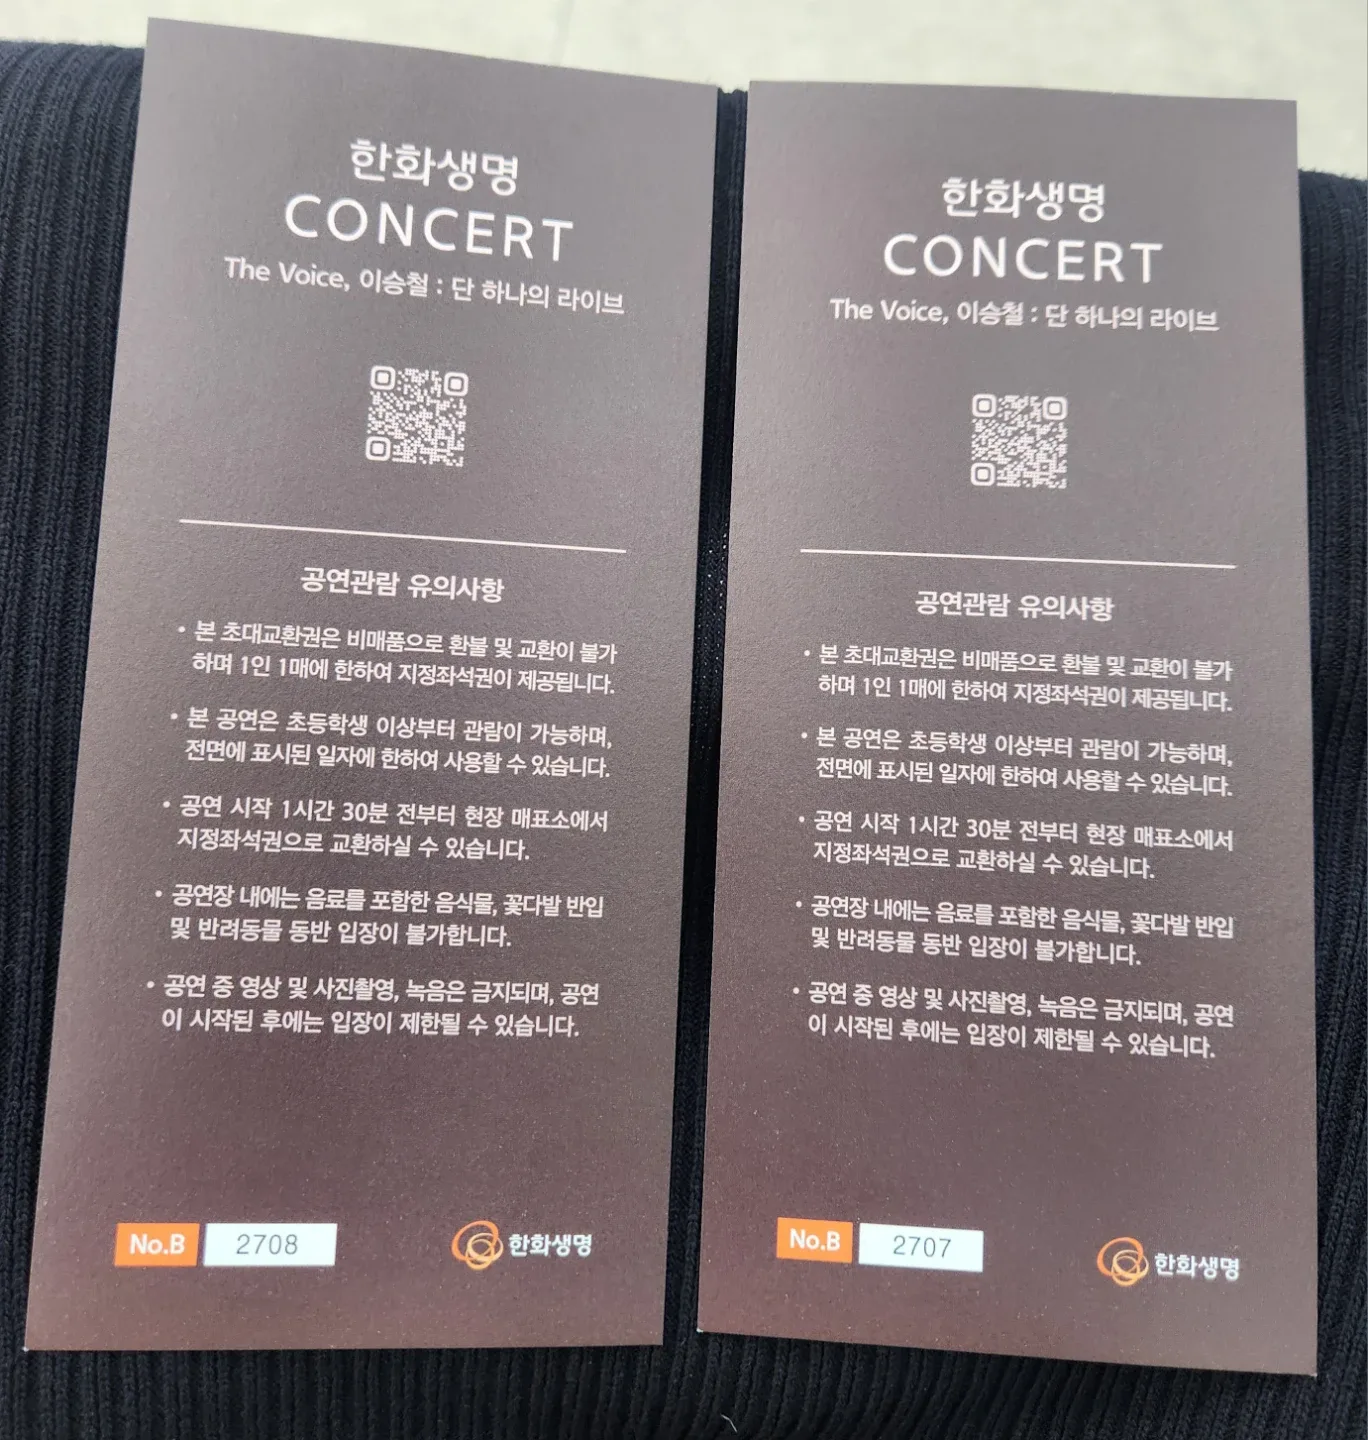 한화생명
CONCERT
The Voice, 이승철 : 단 하나의 라이브
공연관람 유의사항
• 본 초대교환권은 비매품으로 환불 및 교환이 불가
하며 1인 1매에 한하여 지정좌석권이 제공됩니다.
• 본 공연은 초등학생 이상부터 관람이 가능하며,
전면에 표시된 일자에 한하여 사용할 수 있습니다.
• 공연 시작 1시간 30분 전부터 현장 매표소에서
지정좌석권으로 교환하실 수 있습니다.
• 공연장 내에는 음료를 포함한 음식물, 꽃다발 반입
및 반려동물 동반 입장이 불가합니다.
• 공연 중 영상 및 사진촬영, 녹음은 금지되며, 공연
이 시작된 후에는 입장이 제한될 수 있습니다.
No.B 2708 한화생명
한화생명
CONCERT
The Voice, 이승철 : 단 하나의 라이브
공연관람 유의사항
• 본 초대교환권은 비매품으로 환불 및 교환이 불가
하며 1인 1매에 한하여 지정좌석권이 제공됩니다.
• 본 공연은 초등학생 이상부터 관람이 가능하며,
전면에 표시된 일자에 한하여 사용할 수 있습니다.
• 공연 시작 1시간 30분 전부터 현장 매표소에서
지정좌석권으로 교환하실 수 있습니다.
• 공연장 내에는 음료를 포함한 음식물, 꽃다발 반입
및 반려동물 동반 입장이 불가합니다.
• 공연 중 영상 및 사진촬영, 녹음은 금지되며, 공연
이 시작된 후에는 입장이 제한될 수 있습니다.
No.B 2707 한화생명